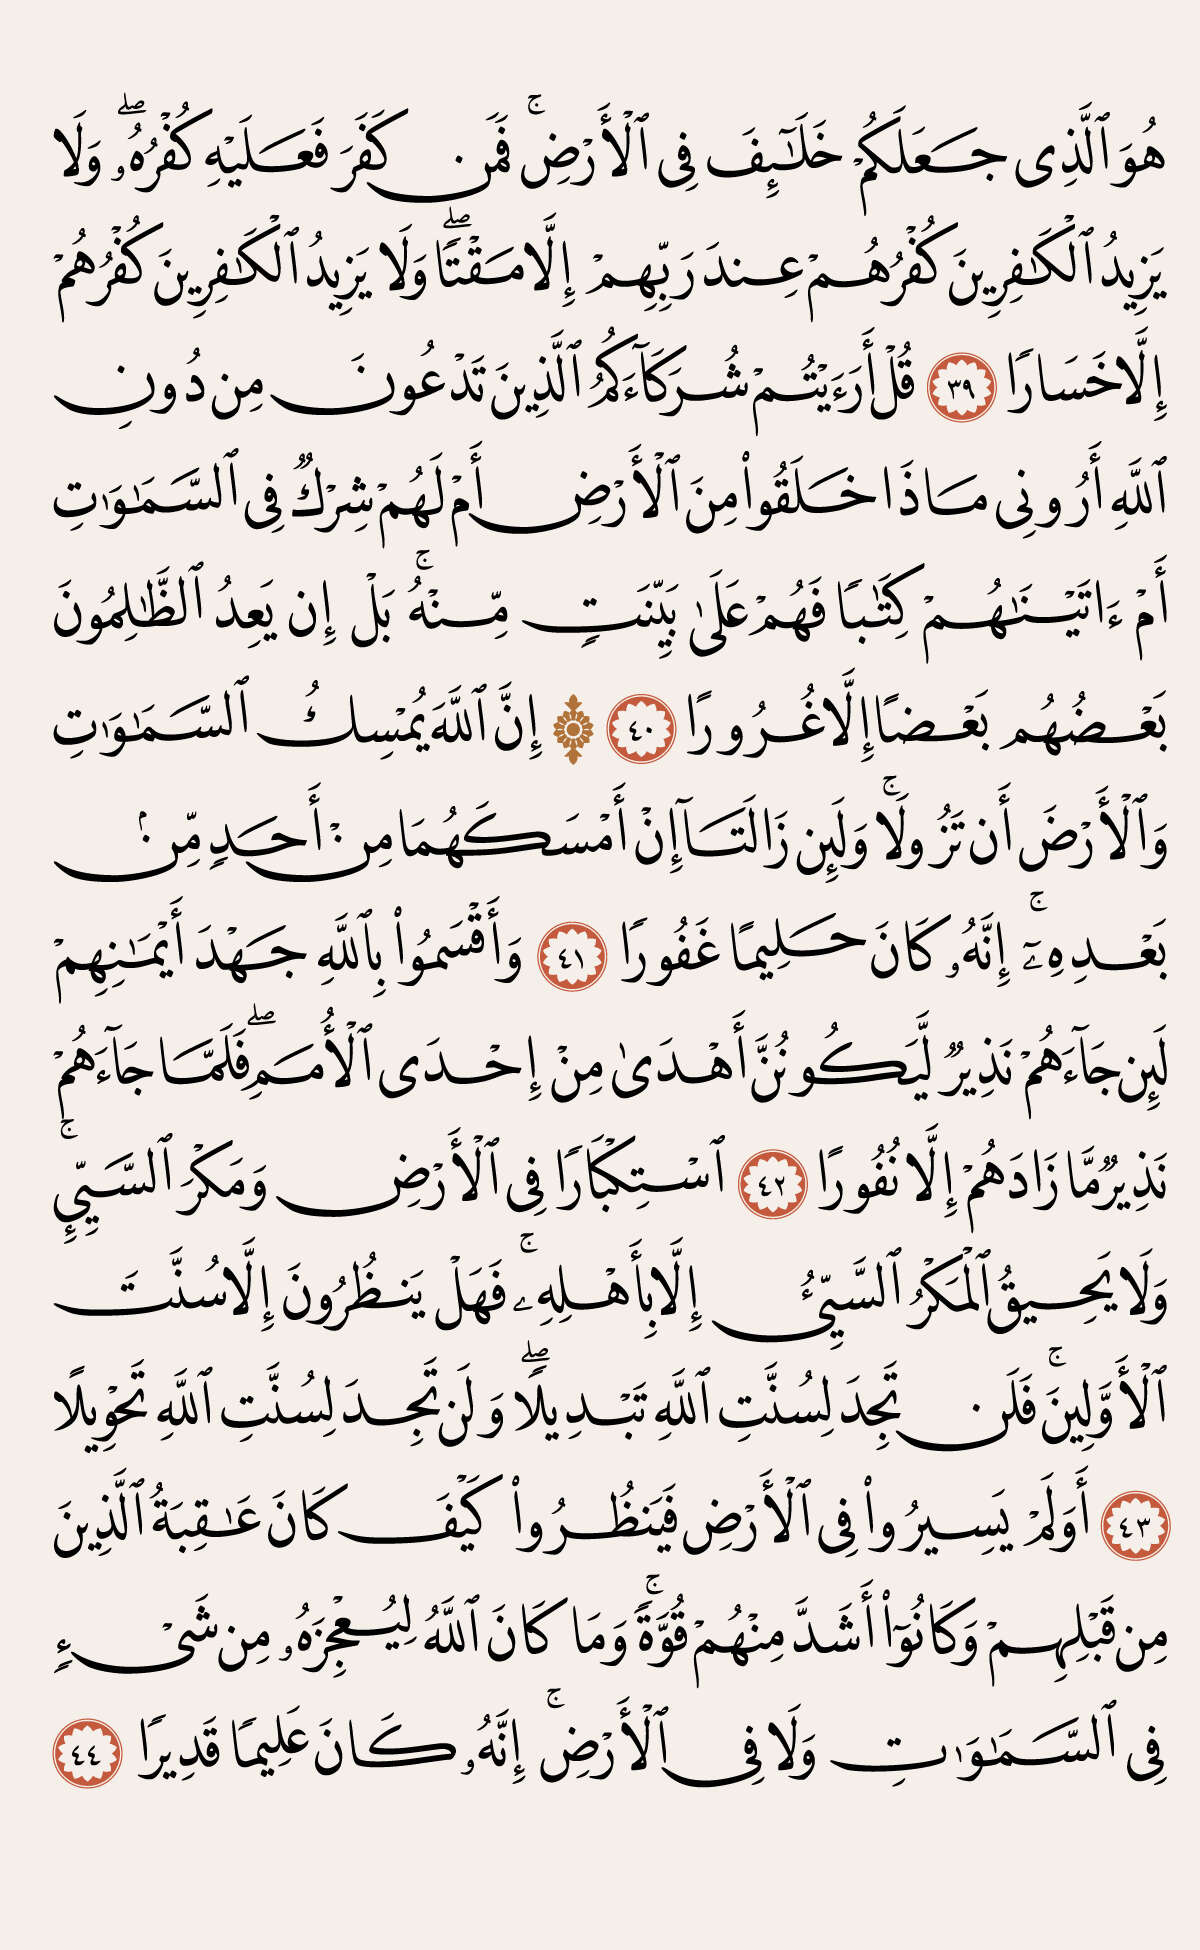 هُوَ ٱلَّذِى جَعَلَكُمْ خَلَـٰٓئِفَ فِى ٱلْأَرْضِ ۚ فَمَن كَفَرَ فَعَلَيْهِ كُفْرُهُۥ ۖ وَلَا
يَزِيدُ ٱلْكَـٰفِرِينَ كُفْرُهُمْ عِندَ رَبِّهِمْ إِلَّا مَقْتًا ۖ وَلَا يَزِيدُ ٱلْكَـٰفِرِينَ كُفْرُهُمْ
إِلَّا خَسَارًا ٣٩ قُلْ أَرَءَيْتُمْ شُرَكَآءَكُمُ ٱلَّذِينَ تَدْعُونَ مِن دُونِ
ٱللَّهِ أَرُونِى مَاذَا خَلَقُوا۟ مِنَ ٱلْأَرْضِ أَمْ لَهُمْ شِرْكٌ فِى ٱلسَّمَـٰوَٰتِ
أَمْ ءَاتَيْنَـٰهُمْ كِتَـٰبًا فَهُمْ عَلَىٰ بَيِّنَتٍ مِّنْهُ ۚ بَلْ إِن يَعِدُ ٱلظَّـٰلِمُونَ
بَعْضُهُم بَعْضًا إِلَّا غُرُورًا ٤٠ ۞ إِنَّ ٱللَّهَ يُمْسِكُ ٱلسَّمَـٰوَٰتِ
وَٱلْأَرْضَ أَن تَزُولَا ۚ وَلَئِن زَالَتَآ إِنْ أَمْسَكَهُمَا مِنْ أَحَدٍ مِّنۢ
بَعْدِهِۦٓ ۚ إِنَّهُۥ كَانَ حَلِيمًا غَفُورًا ٤١ وَأَقْسَمُوا۟ بِٱللَّهِ جَهْدَ أَيْمَـٰنِهِمْ
لَئِن جَآءَهُمْ نَذِيرٌ لَّيَكُونُنَّ أَهْدَىٰ مِنْ إِحْدَى ٱلْأُمَمِ ۖ فَلَمَّا جَآءَهُمْ
نَذِيرٌ مَّا زَادَهُمْ إِلَّا نُفُورًا ٤٢ ٱسْتِكْبَارًا فِى ٱلْأَرْضِ وَمَكْرَ ٱلسَّيِّئِ ۚ
وَلَا يَحِيقُ ٱلْمَكْرُ ٱلسَّيِّئُ إِلَّا بِأَهْلِهِۦ ۚ فَهَلْ يَنظُرُونَ إِلَّا سُنَّتَ
ٱلْأَوَّلِينَ ۚ فَلَن تَجِدَ لِسُنَّتِ ٱللَّهِ تَبْدِيلًا ۖ وَلَن تَجِدَ لِسُنَّتِ ٱللَّهِ تَحْوِيلًا
٤٣ أَوَلَمْ يَسِيرُوا۟ فِى ٱلْأَرْضِ فَيَنظُرُوا۟ كَيْفَ كَانَ عَـٰقِبَةُ ٱلَّذِينَ
مِن قَبْلِهِمْ وَكَانُوٓا۟ أَشَدَّ مِنْهُمْ قُوَّةً ۚ وَمَا كَانَ ٱللَّهُ لِيُعْجِزَهُۥ مِن شَىْءٍ
فِى ٱلسَّمَـٰوَٰتِ وَلَا فِى ٱلْأَرْضِ ۚ إِنَّهُۥ كَانَ عَلِيمًا قَدِيرًا ٤٤